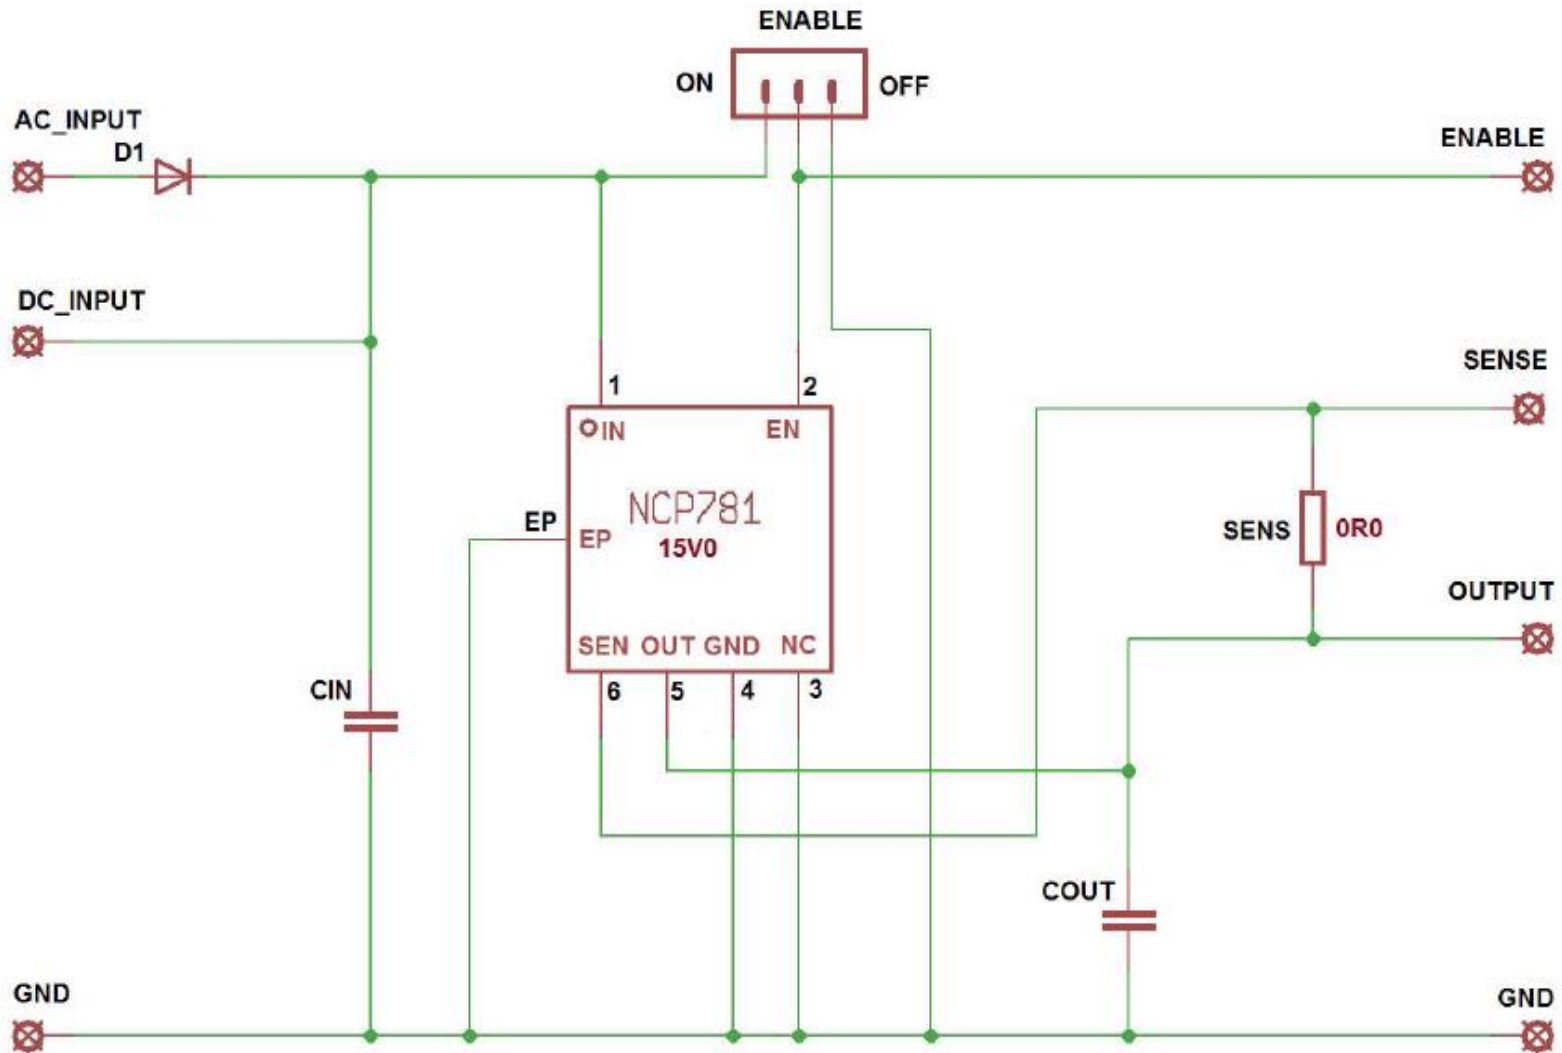 ENABLE
ON
OFF
AC_INPUT
D1
ENABLE
DC_INPUT
SENSE
1
2
IN
EN
NCP781
15V0
EP
EP
SENS
0R0
OUTPUT
SEN OUT GND NC
6 5 4 3
CIN
COUT
GND
GND